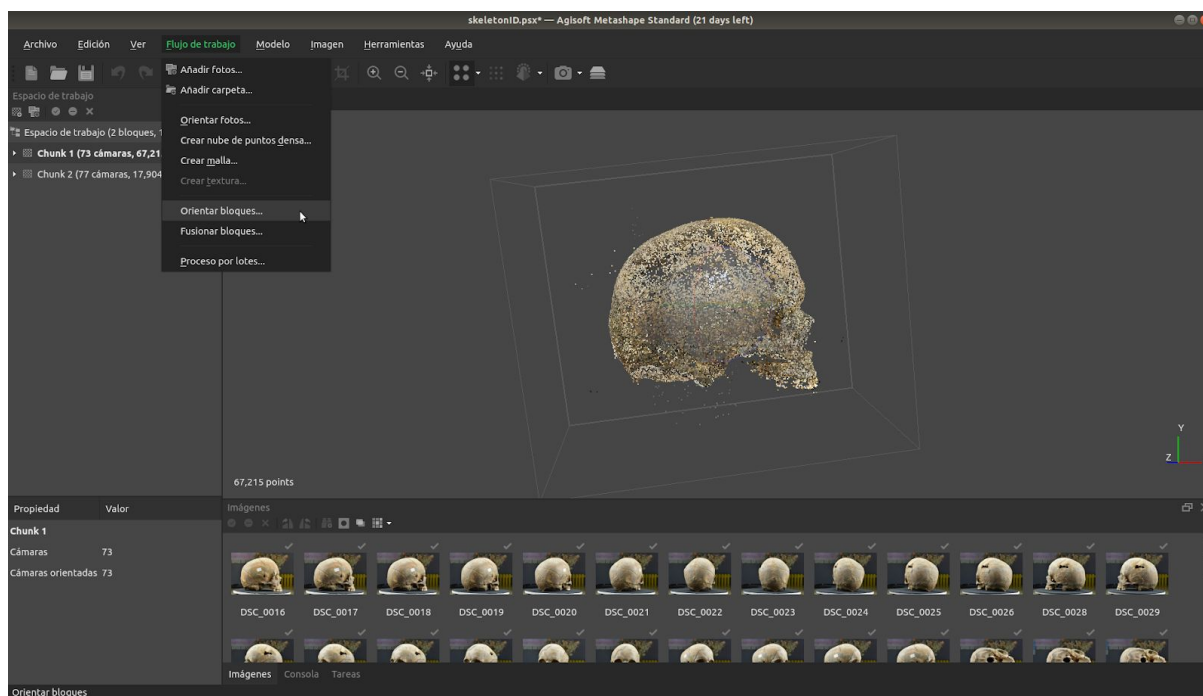 skeletonID.psx* — Agisoft Metashape Standard (21 days left)
Archivo Edición Ver Flujo de trabajo Modelo Imagen Herramientas Ayuda
Espacio de trabajo
Espacio de trabajo (2 bloques, 1
Chunk 1 (73 cámaras, 67,21
Chunk 2 (77 cámaras, 17,904
Añadir fotos...
Añadir carpeta...
Orientar fotos...
Crear nube de puntos densa...
Crear malla...
Crear textura...
Orientar bloques...
Fusionar bloques...
Proceso por lotes...
Y
Z
67,215 points
Propiedad Valor
Chunk 1
Cámaras 73
Cámaras orientadas 73
Imágenes
DSC_0016 DSC_0017 DSC_0018 DSC_0019 DSC_0020 DSC_0021 DSC_0022 DSC_0023 DSC_0024 DSC_0025 DSC_0026 DSC_0028 DSC_0029
Imágenes Consola Tareas
Orientar bloques